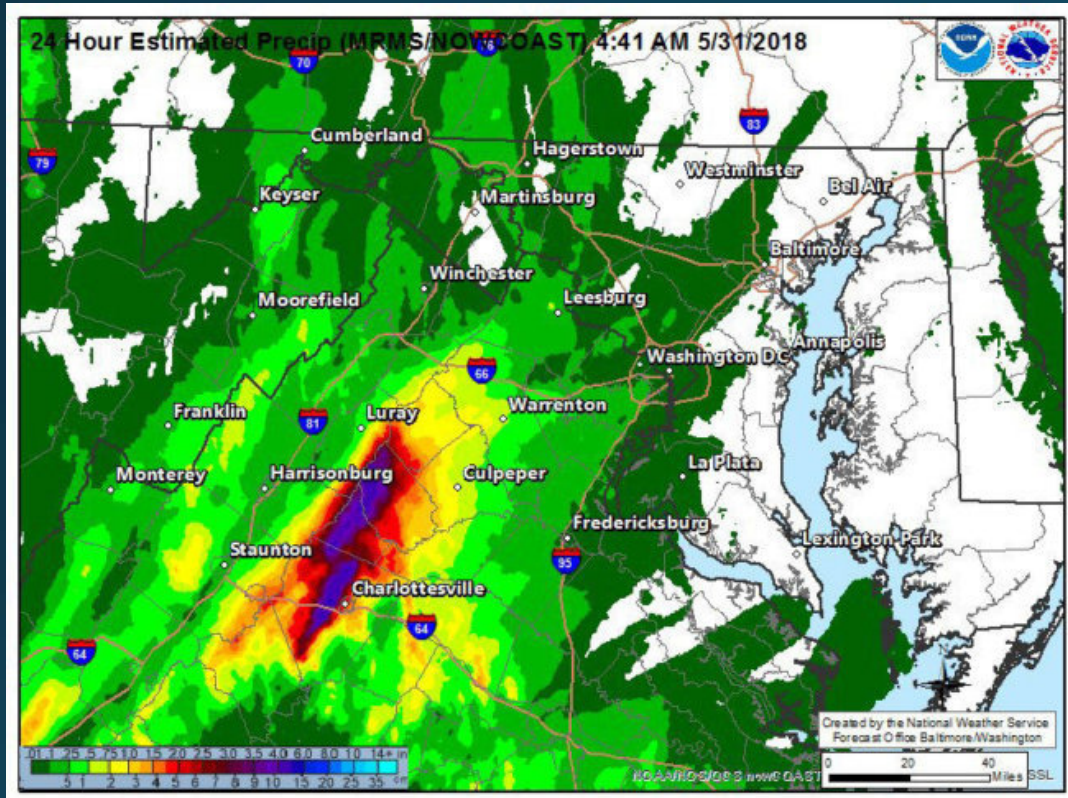 24 Hour Estimated Precip (MRMS/NOWCOAST) 4:41 AM 5/31/2018
76
70
83
79
Cumberland
Hagerstown
Westminster
Keyser
Martinsburg
Bel Air
Baltimore
Winchester
Moorefield
Leesburg
Annapolis
Washington DC
66
Franklin
81
Luray
Warrenton
Monterey
Harrisonburg
Culpeper
La Plata
Fredericksburg
Staunton
95
Lexington Park
Charlottesville
64
64
N
Created by the National Weather Service
Forecast Office Baltimore/Washington
.01 .1 .25 .5 .75 1.0 1.5 2.0 2.5 3.0 3.5 4.0 6.0 8.0 10 14+ in
.5 1 2 3 4 5 6 7 8 9 10 15 20 25 35 cm
0 20 40
Miles
SSL